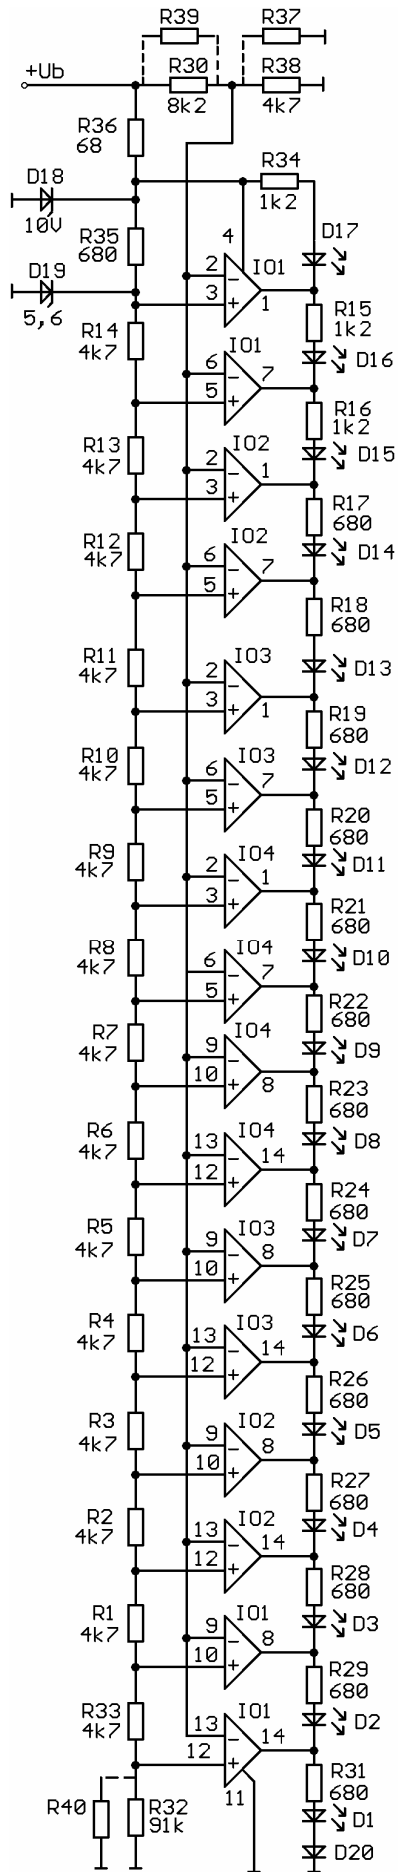 R39
R37
+Ub
R30
8k2
R38
4k7
R36
68
R34
1k2
D18
10V
4
D17
R35
680
2
IO1
D19
5,6
3
1
R15
1k2
R14
4k7
IO1
6
7
D16
5
R16
1k2
R13
4k7
IO2
2
1
D15
3
R17
680
R12
4k7
IO2
6
7
D14
5
R18
680
R11
4k7
IO3
2
D13
3
1
R19
680
R10
4k7
IO3
6
7
D12
5
R20
680
R9
4k7
IO4
2
1
D11
3
R21
680
R8
4k7
IO4
6
7
D10
5
R22
680
R7
4k7
IO4
9
D9
10
8
R23
680
R6
4k7
IO4
13
D8
12
14
R24
680
R5
4k7
IO3
9
8
D7
10
R25
680
R4
4k7
IO3
13
14
D6
12
R26
680
R3
4k7
IO2
9
8
D5
10
R27
680
R2
4k7
IO2
13
14
D4
12
R28
680
R1
4k7
IO1
9
8
D3
10
R29
680
R33
4k7
IO1
13
14
D2
12
R31
680
R40
R32
91k
11
D1
D20